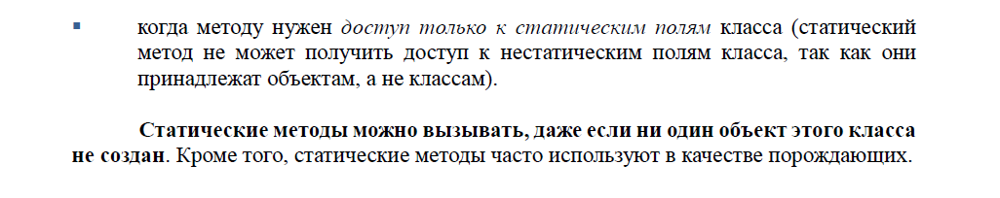 ▪ когда методу нужен доступ только к статическим полям класса (статический
метод не может получить доступ к нестатическим полям класса, так как они
принадлежат объектам, а не классам).
Статические методы можно вызывать, даже если ни один объект этого класса
не создан. Кроме того, статические методы часто используют в качестве порождающих.